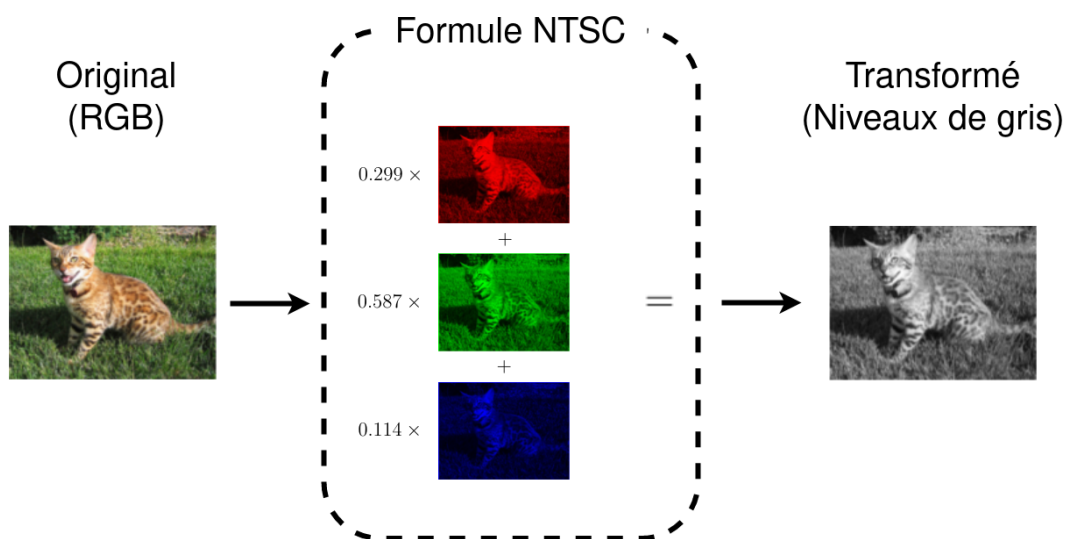 Formule NTSC
Original
(RGB)
Transformé
(Niveaux de gris)
0.299 ×
+
0.587 ×
=
+
0.114 ×